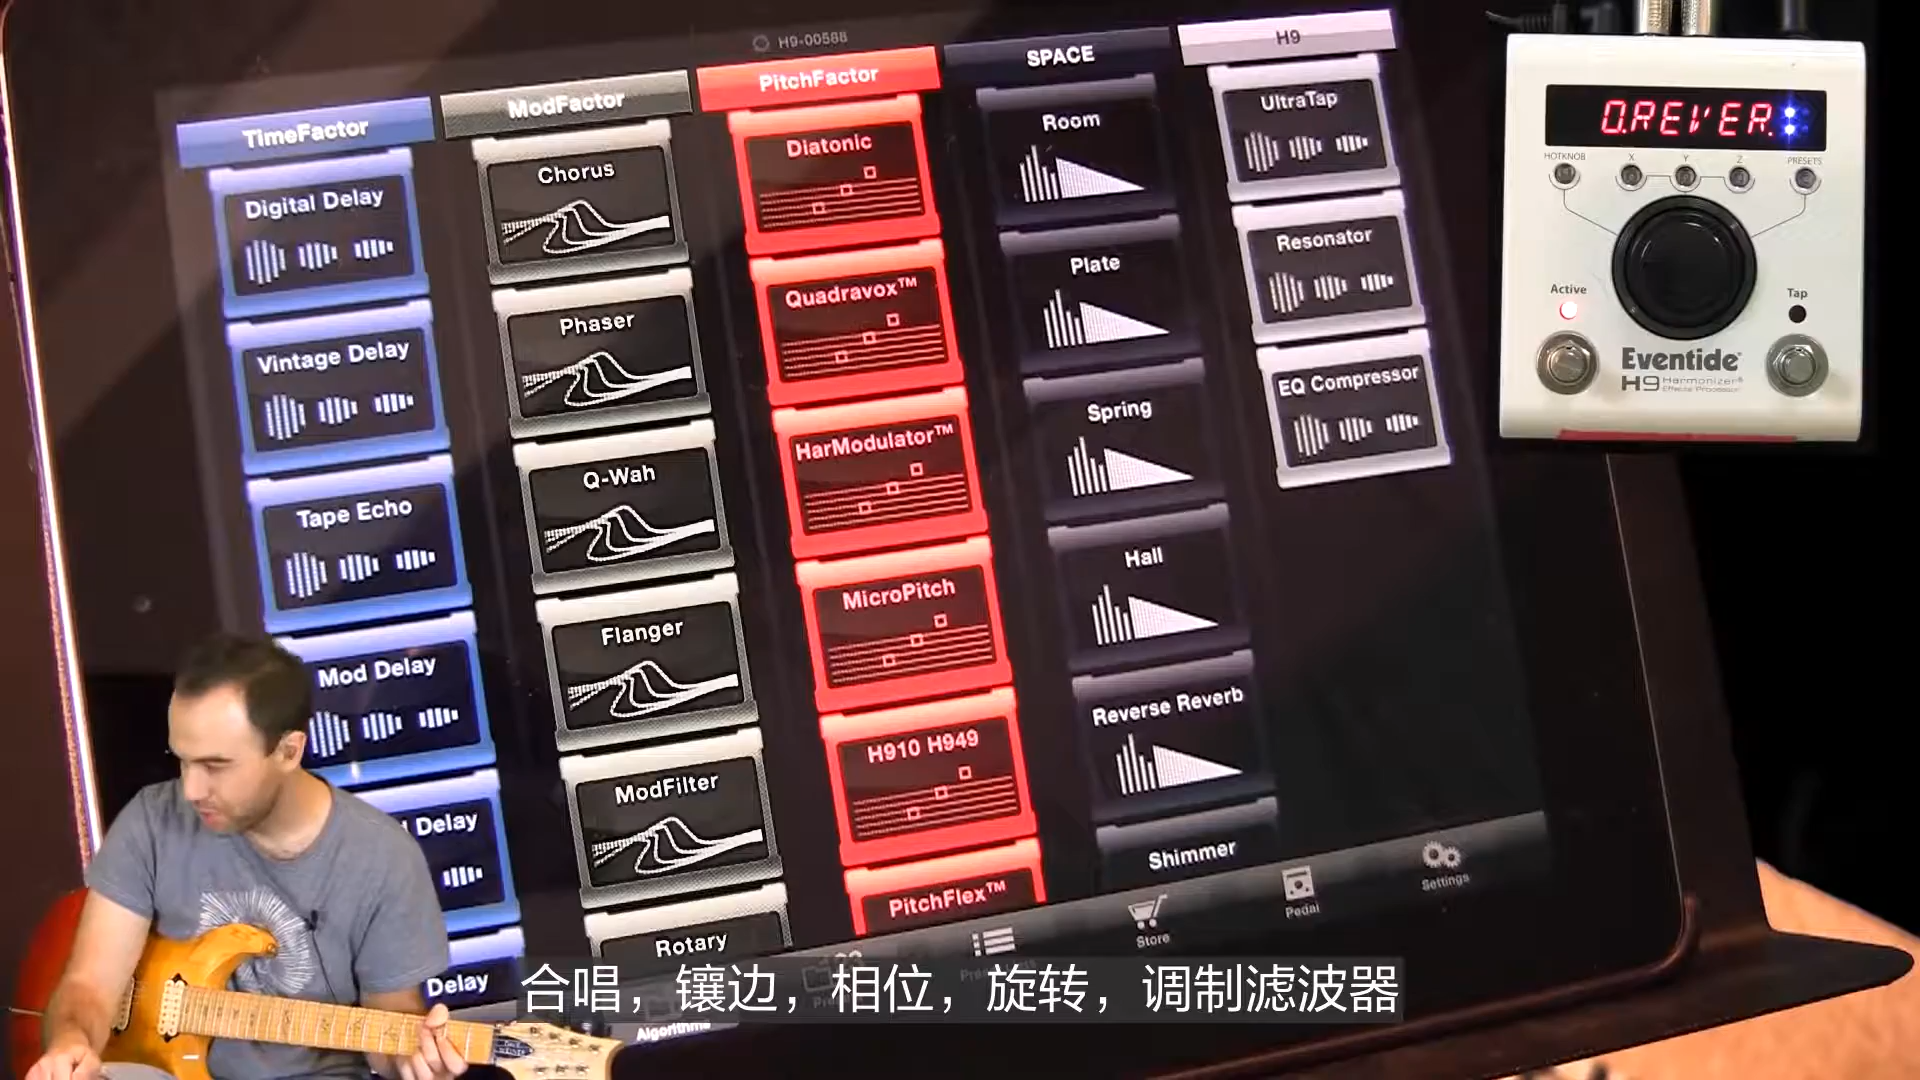 H9-00588
TimeFactor
ModFactor
PitchFactor
SPACE
H9
Digital Delay
Vintage Delay
Tape Echo
Mod Delay
Delay
Delay
Chorus
Phaser
Q-Wah
Flanger
ModFilter
Rotary
Diatonic
Quadravox™
HarModulator™
MicroPitch
H910 H949
PitchFlex™
Room
Plate
Spring
Hall
Reverse Reverb
Shimmer
UltraTap
Resonator
EQ Compressor
Algorithms
Store
Pedal
Settings
Q.REVER.
HOTKNOB
X
Y
Z
PRESETS
Active
Tap
Eventide®
H9 Harmonizer®
Effects Processor
合唱，镶边，相位，旋转，调制滤波器